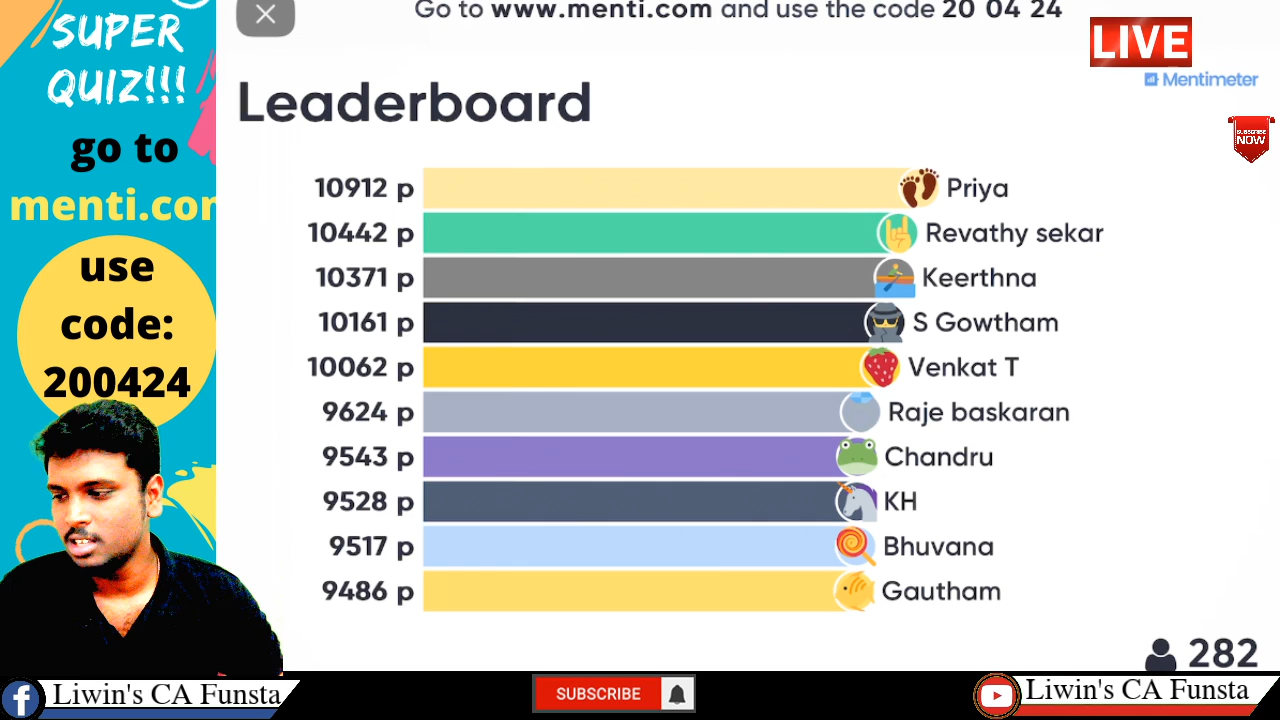 SUPER
QUIZ!!!
go to
menti.com
use
code:
200424
Go to www.menti.com and use the code 20 04 24
LIVE
Mentimeter
SUBSCRIBE
NOW
Leaderboard
10912 p Priya
10442 p Revathy sekar
10371 p Keerthna
10161 p S Gowtham
10062 p Venkat T
9624 p Raje baskaran
9543 p Chandru
9528 p KH
9517 p Bhuvana
9486 p Gautham
282
Liwin's CA Funsta
SUBSCRIBE
Liwin's CA Funsta